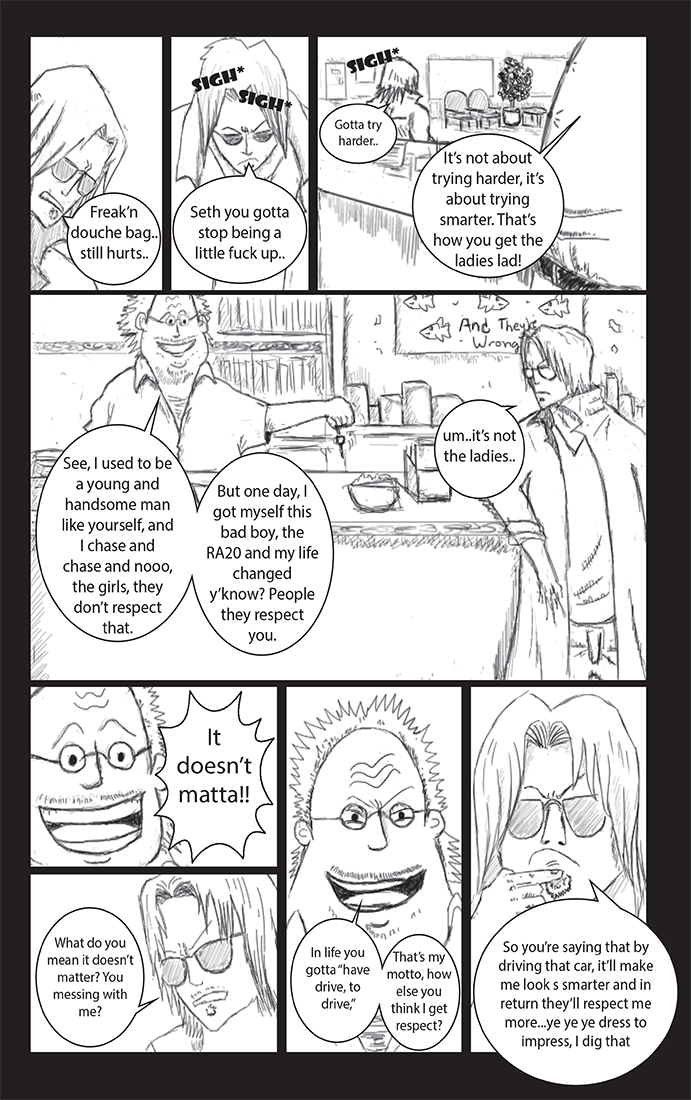 Freak'n
douche bag..
still hurts..
SIGH*
SIGH*
Seth you gotta
stop being a
little fuck up..
SIGH*
Gotta try
harder..
It's not about
trying harder, it's
about trying
smarter. That's
how you get the
ladies lad!
And They're
Wrong
See, I used to be
a young and
handsome man
like yourself, and
I chase and
chase and nooo,
the girls, they
don't respect
that.
But one day, I
got myself this
bad boy, the
RA20 and my life
changed
y'know? People
they respect
you.
um..it's not
the ladies..
It
doesn't
matta!!
What do you
mean it doesn't
matter? You
messing with
me?
In life you
gotta "have
drive, to
drive,"
That's my
motto, how
else you
think I get
respect?
So you're saying that by
driving that car, it'll make
me look s smarter and in
return they'll respect me
more...ye ye ye dress to
impress, I dig that